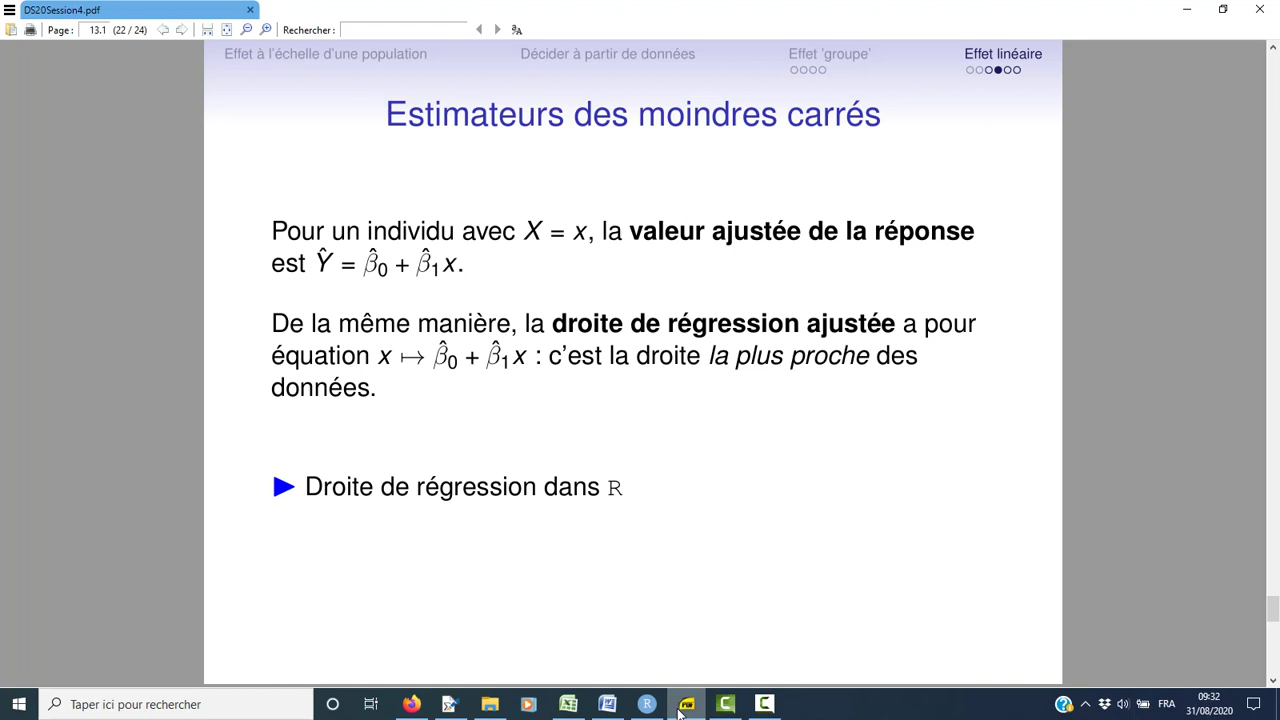 DS20Session4.pdf
Page : 13.1 (22 / 24) Rechercher :
Effet à l'échelle d'une population Décider à partir de données Effet 'groupe' Effet linéaire
Estimateurs des moindres carrés
Pour un individu avec X = x, la valeur ajustée de la réponse
est Ŷ = β̂₀ + β̂₁x.
De la même manière, la droite de régression ajustée a pour
équation x ↦ β̂₀ + β̂₁x : c'est la droite la plus proche des
données.
Droite de régression dans R
Taper ici pour rechercher
FRA
09:32
31/08/2020